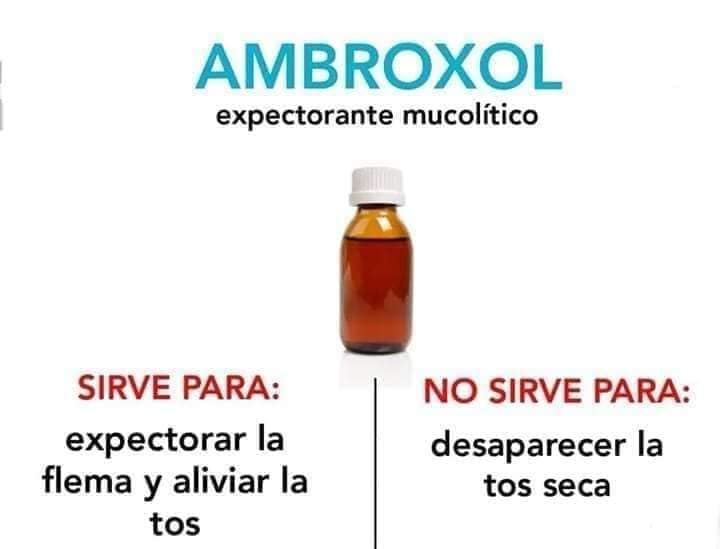 AMBROXOL
expectorante mucolítico
SIRVE PARA:
expectorar la
flema y aliviar la
tos
NO SIRVE PARA:
desaparecer la
tos seca